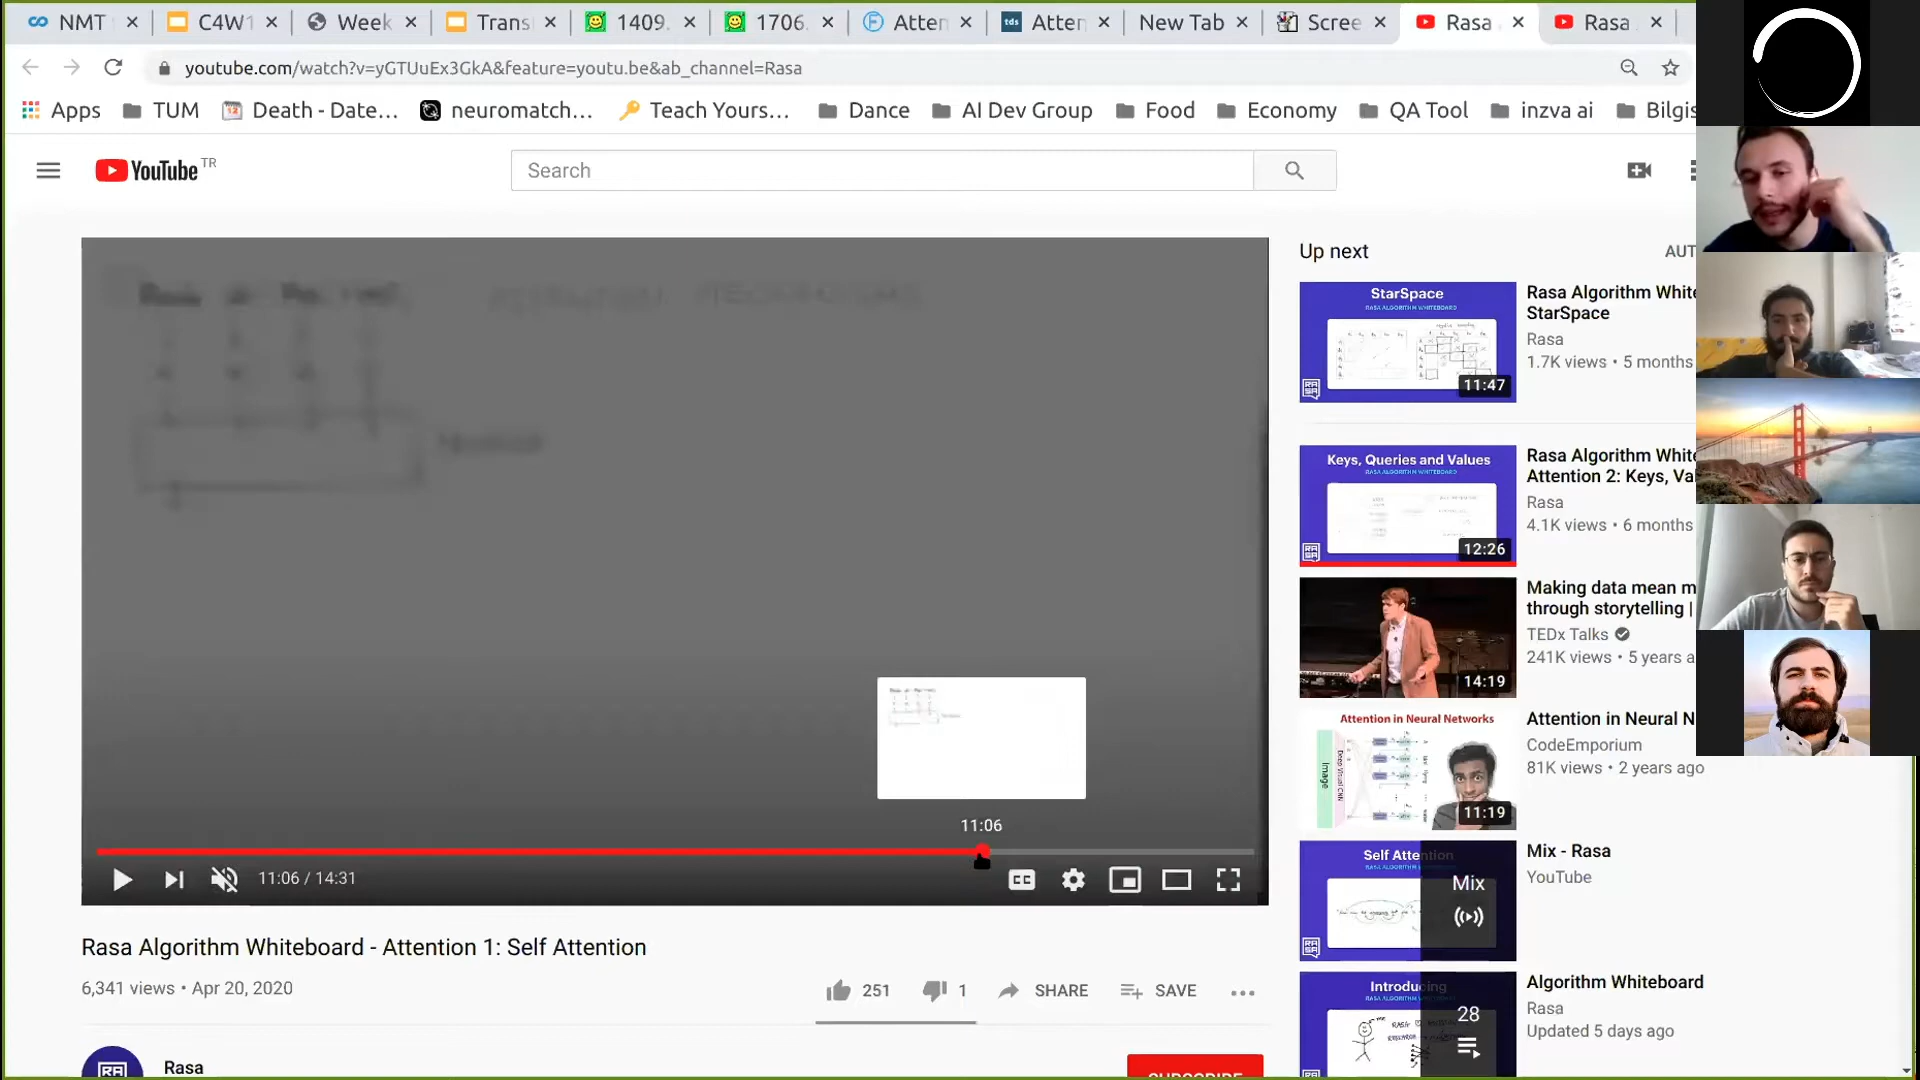 NMT
C4W1
Week
Trans
1409.
1706.
Atten
tds
Atten
New Tab
Scree
Rasa
Rasa
youtube.com/watch?v=yGTUuEx3GkA&feature=youtu.be&ab_channel=Rasa
Apps
TUM
Death - Date...
neuromatch...
Teach Yours...
Dance
AI Dev Group
Food
Economy
QA Tool
inzva ai
Bilgis
YouTube TR
Search
11:06
11:06 / 14:31
CC
Rasa Algorithm Whiteboard - Attention 1: Self Attention
6,341 views • Apr 20, 2020
251
1
SHARE
SAVE
Rasa
SUBSCRIBE
Up next
AUT
StarSpace
RASA ALGORITHM WHITEBOARD
11:47
Rasa Algorithm White
StarSpace
Rasa
1.7K views • 5 months
Keys, Queries and Values
RASA ALGORITHM WHITEBOARD
12:26
Rasa Algorithm White
Attention 2: Keys, Va
Rasa
4.1K views • 6 months
14:19
Making data mean m
through storytelling |
TEDx Talks
241K views • 5 years a
Attention in Neural Networks
Image
Deep Visual CNN
11:19
Attention in Neural N
CodeEmporium
81K views • 2 years ago
Self Attention
Mix
Mix - Rasa
YouTube
Introducing
28
Algorithm Whiteboard
Rasa
Updated 5 days ago